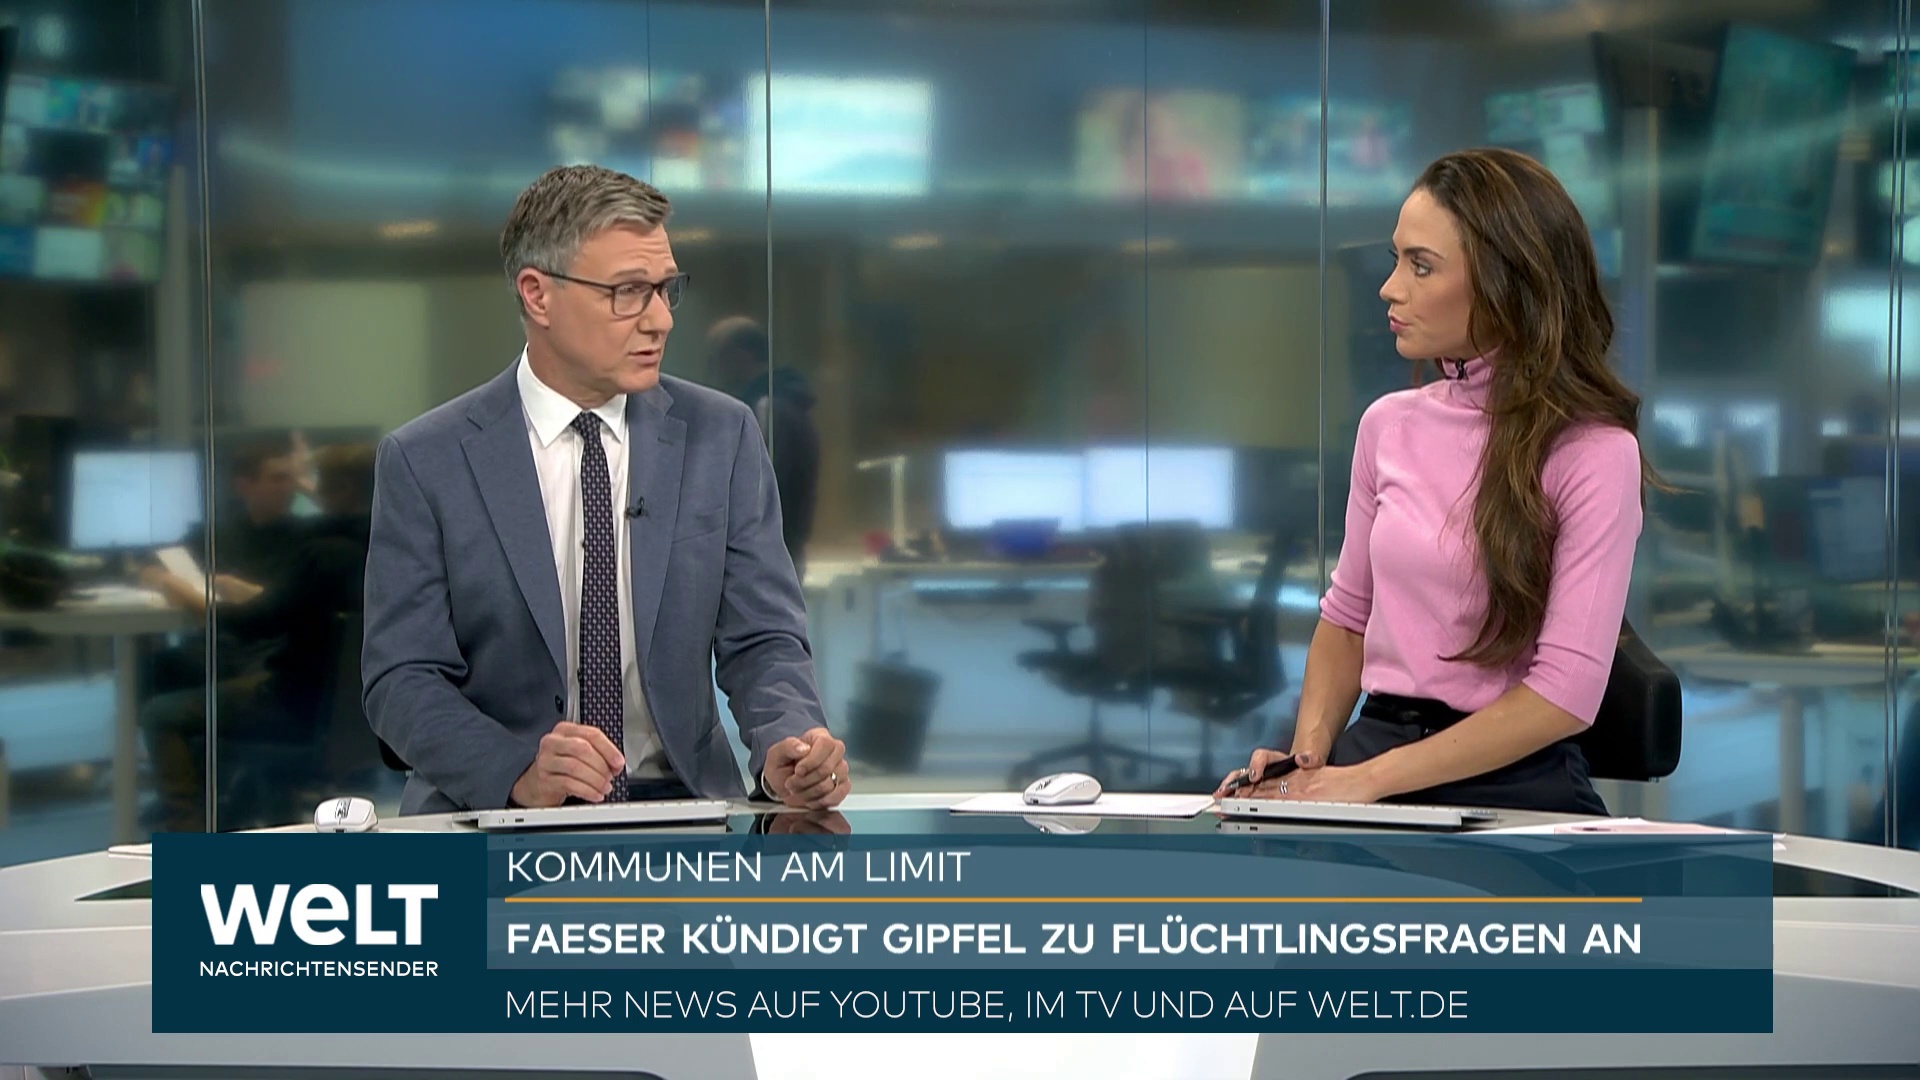 KOMMUNEN AM LIMIT
WELT
NACHRICHTENSENDER
FAESER KÜNDIGT GIPFEL ZU FLÜCHTLINGSFRAGEN AN
MEHR NEWS AUF YOUTUBE, IM TV UND AUF WELT.DE